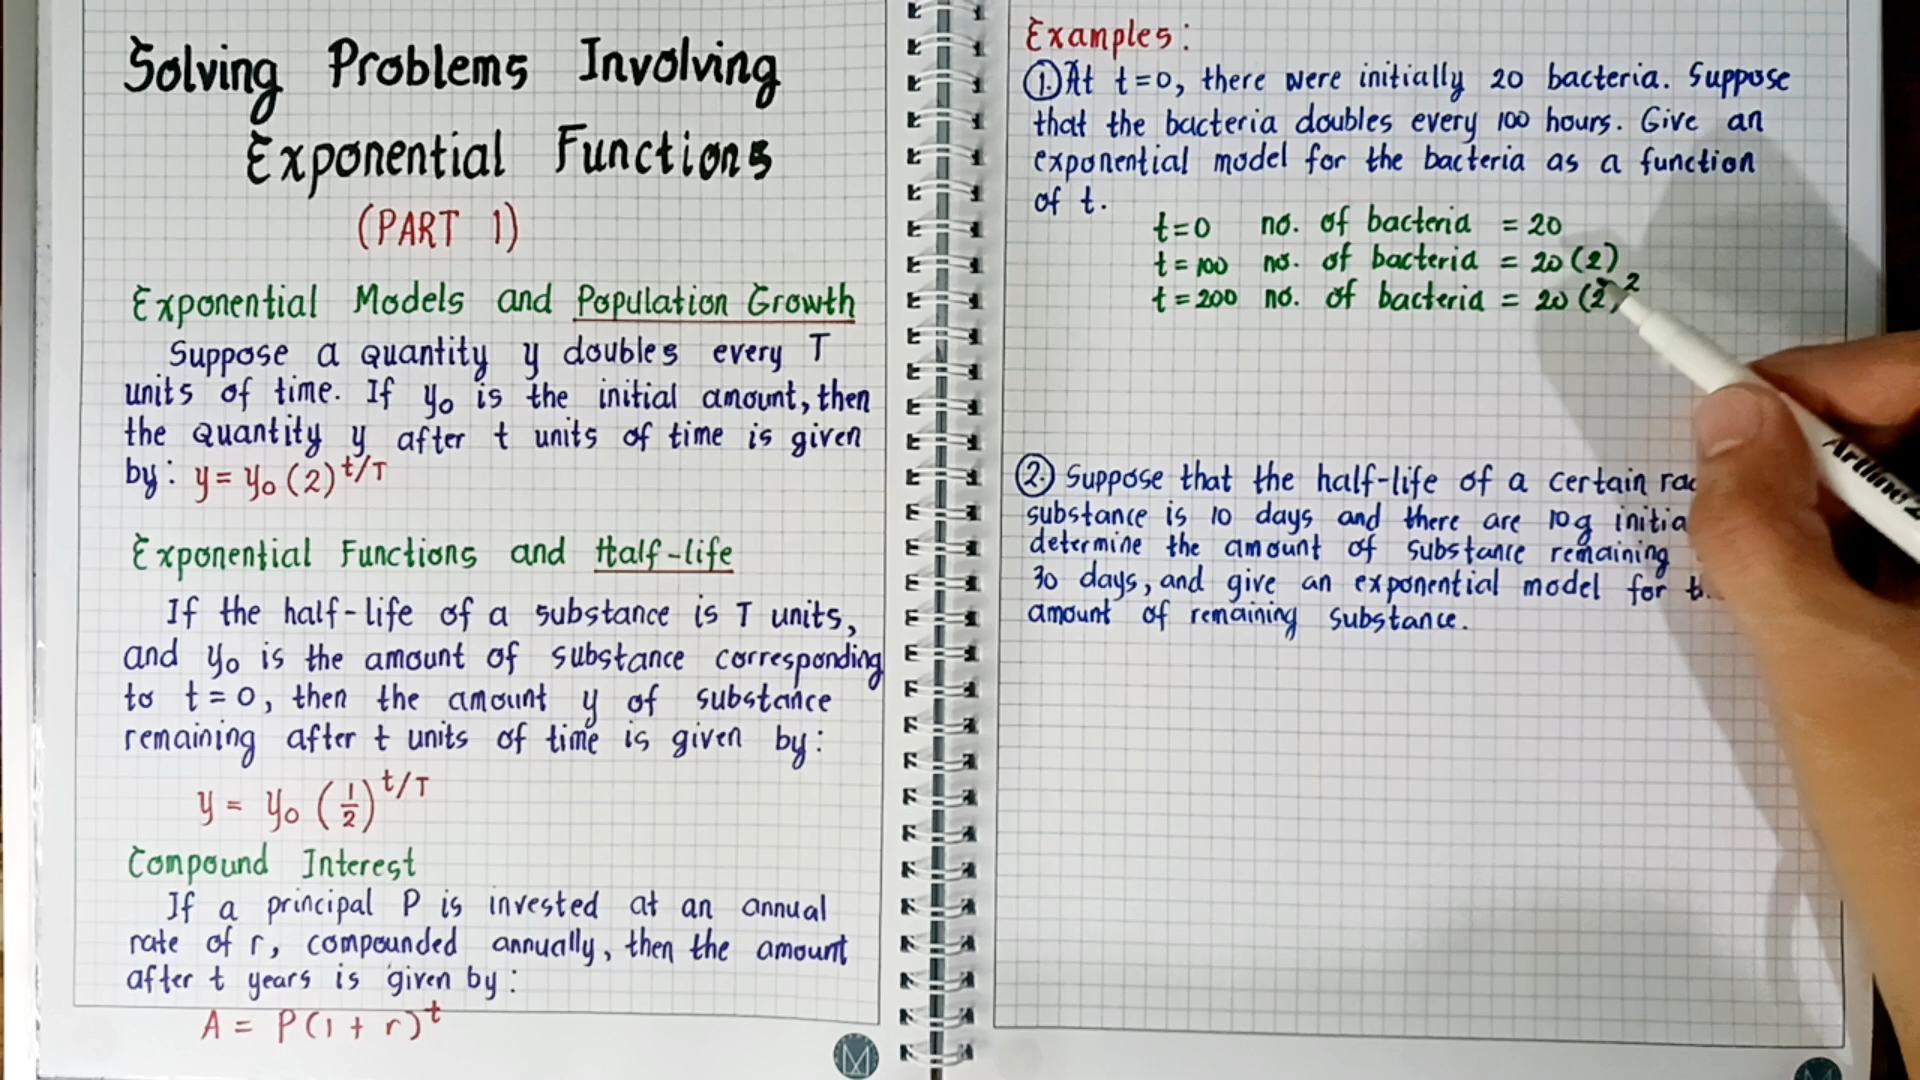 Solving Problems Involving
Exponential Functions
(PART 1)
Exponential Models and Population Growth
Suppose a quantity y doubles every T
units of time. If y₀ is the initial amount, then
the quantity y after t units of time is given
by: y = y₀ (2)^t/T
Exponential Functions and Half-life
If the half-life of a substance is T units,
and y₀ is the amount of substance corresponding
to t = 0, then the amount y of substance
remaining after t units of time is given by:
y = y₀ (1/2)^t/T
Compound Interest
If a principal P is invested at an annual
rate of r, compounded annually, then the amount
after t years is given by:
A = P(1 + r)^t
Examples:
1. At t=0, there were initially 20 bacteria. Suppose
that the bacteria doubles every 100 hours. Give an
exponential model for the bacteria as a function
of t.
t=0 no. of bacteria = 20
t = 100 no. of bacteria = 20 (2)
t = 200 no. of bacteria = 20 (2)²
2. Suppose that the half-life of a certain
substance is 10 days and there are 10g
determine the amount of substance remaining
30 days, and give an exponential model for
amount of remaining substance.